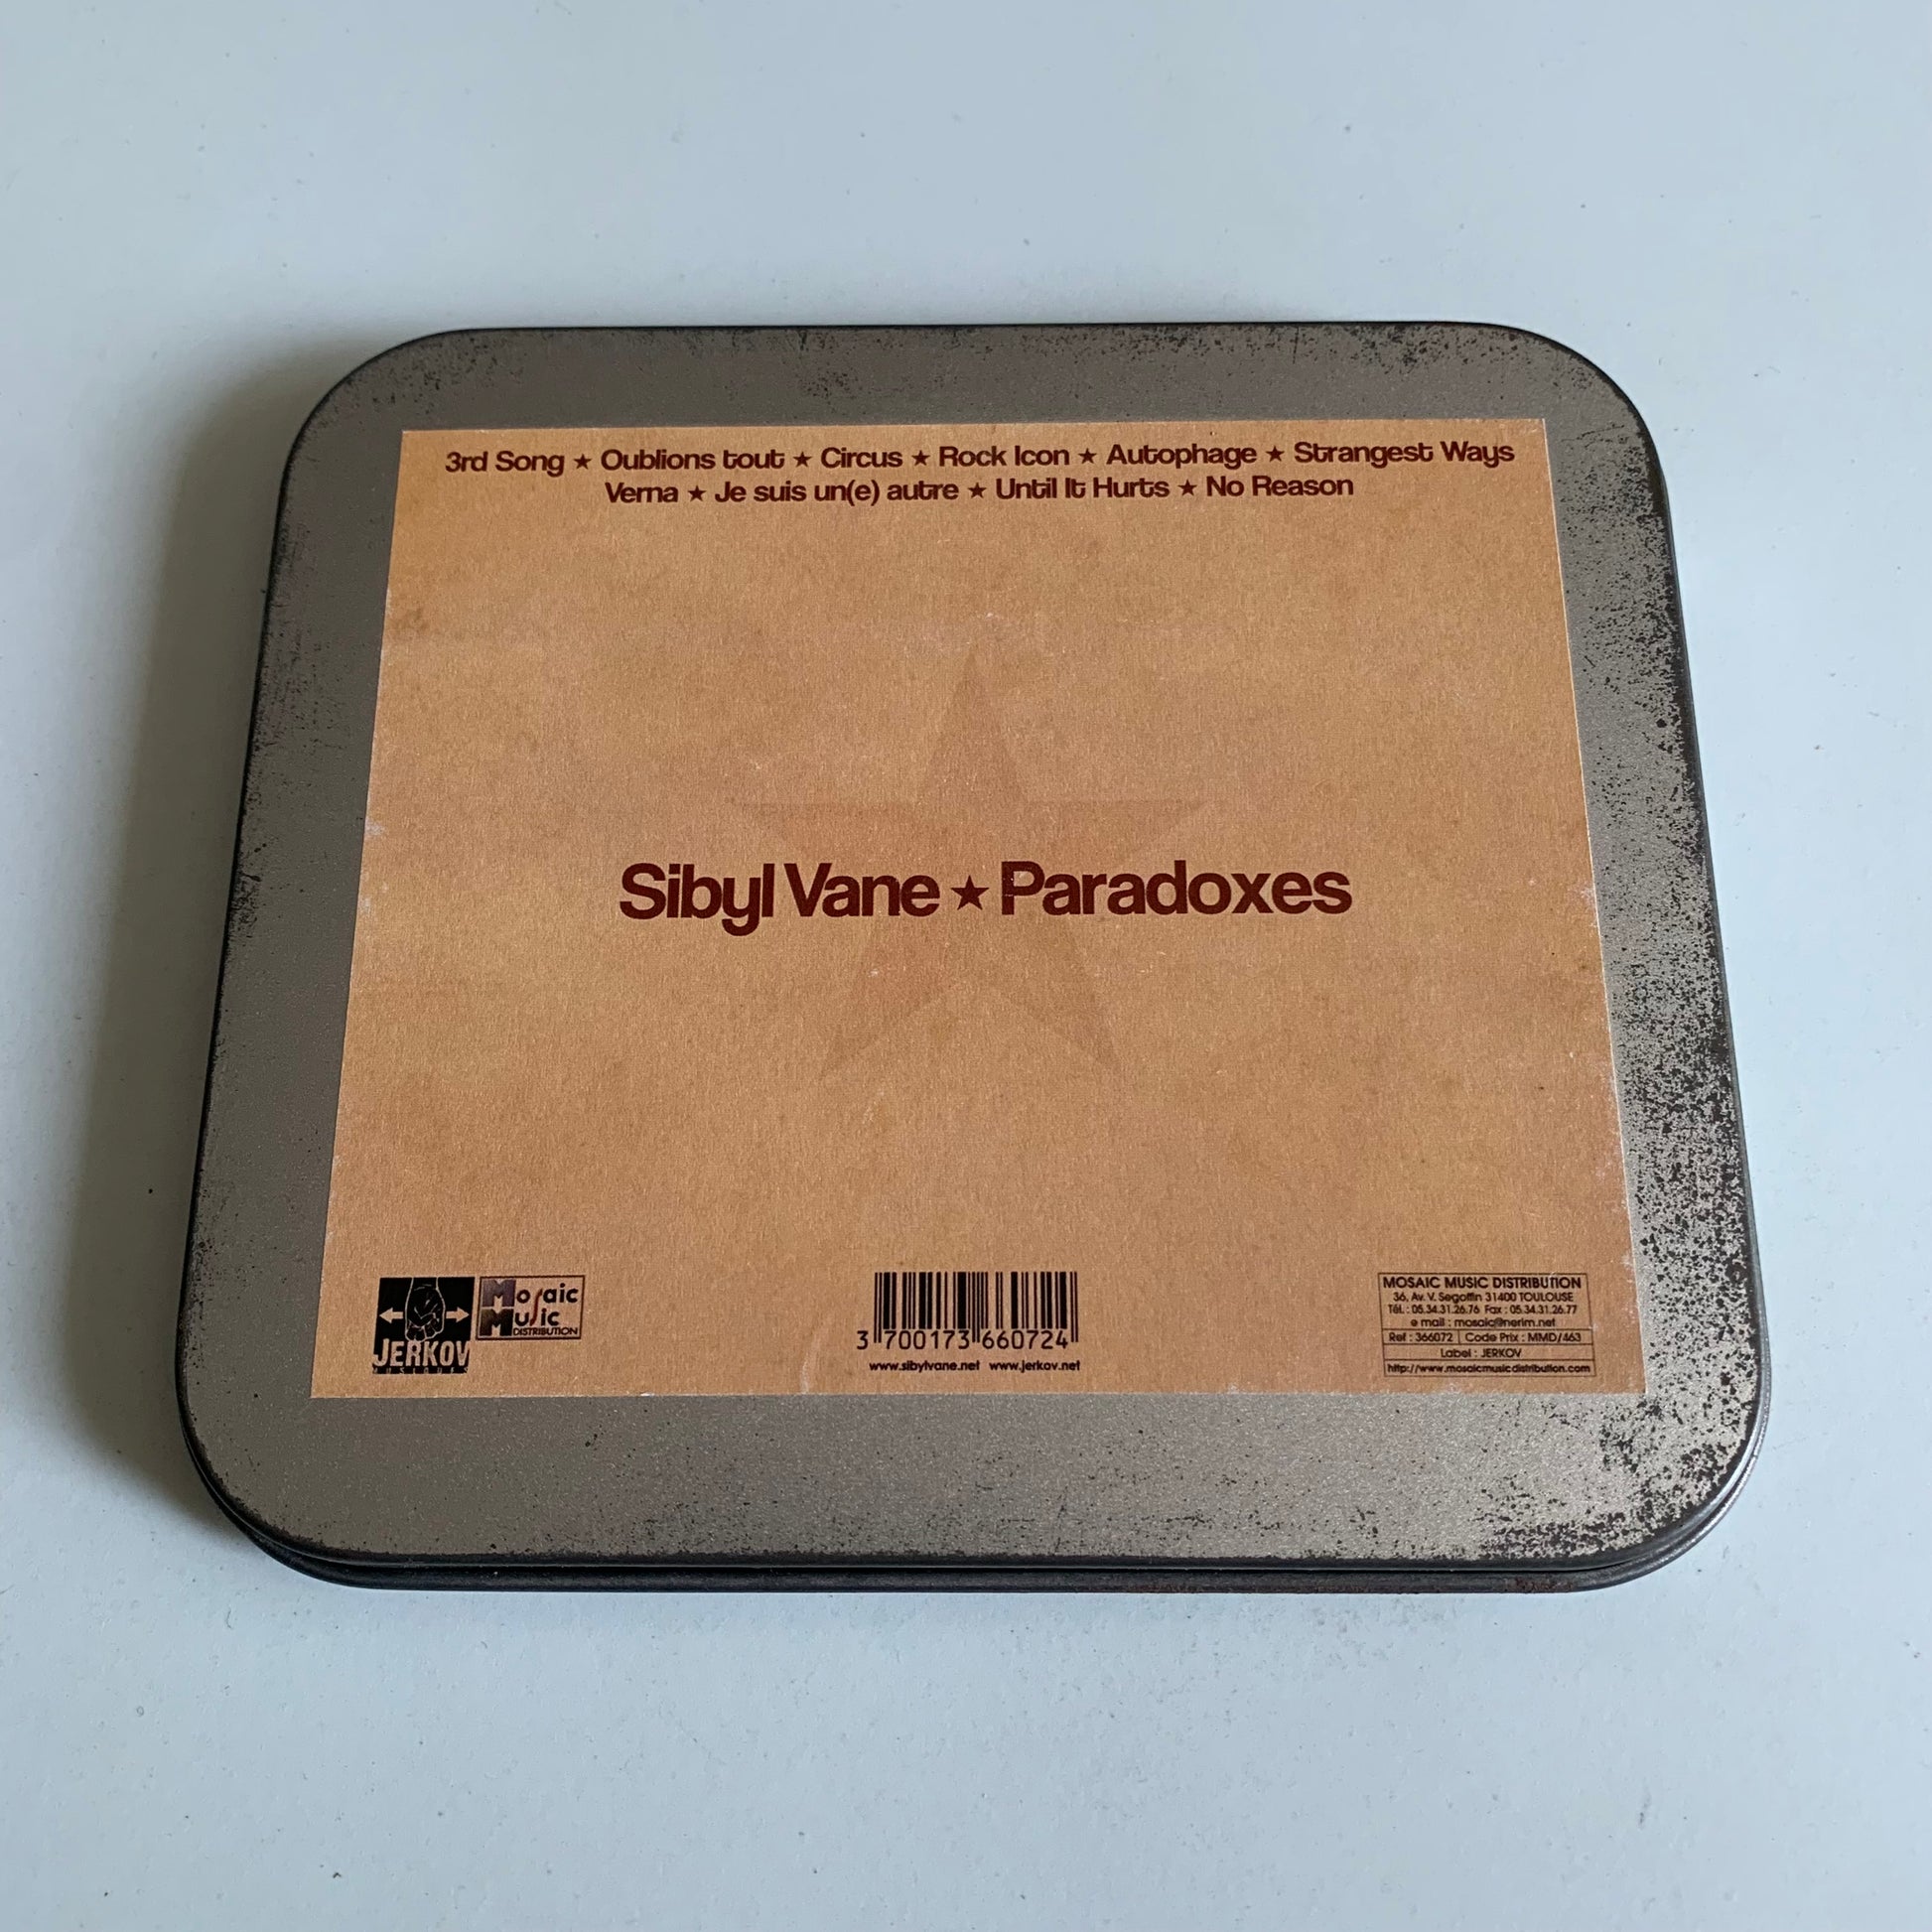 3rd Song ★ Oublions tout ★ Circus ★ Rock Icon ★ Autophage ★ Strangest Ways
Verna ★ Je suis un(e) autre ★ Until It Hurts ★ No Reason
Sibyl Vane ★ Paradoxes
JERKOV
MUSIQUES
Mosaic
Music
DISTRIBUTION
3 700173 660724
www.sibylvane.net www.jerkov.net
MOSAIC MUSIC DISTRIBUTION
36, Av. V. Segoffin 31400 TOULOUSE
Tél. : 05.34.31.26.76 Fax : 05.34.31.26.77
e mail : mosaic@nerim.net
Ref : 366072 Code Prix : MMD/463
Label : JERKOV
http://www.mosaicmusicdistribution.com